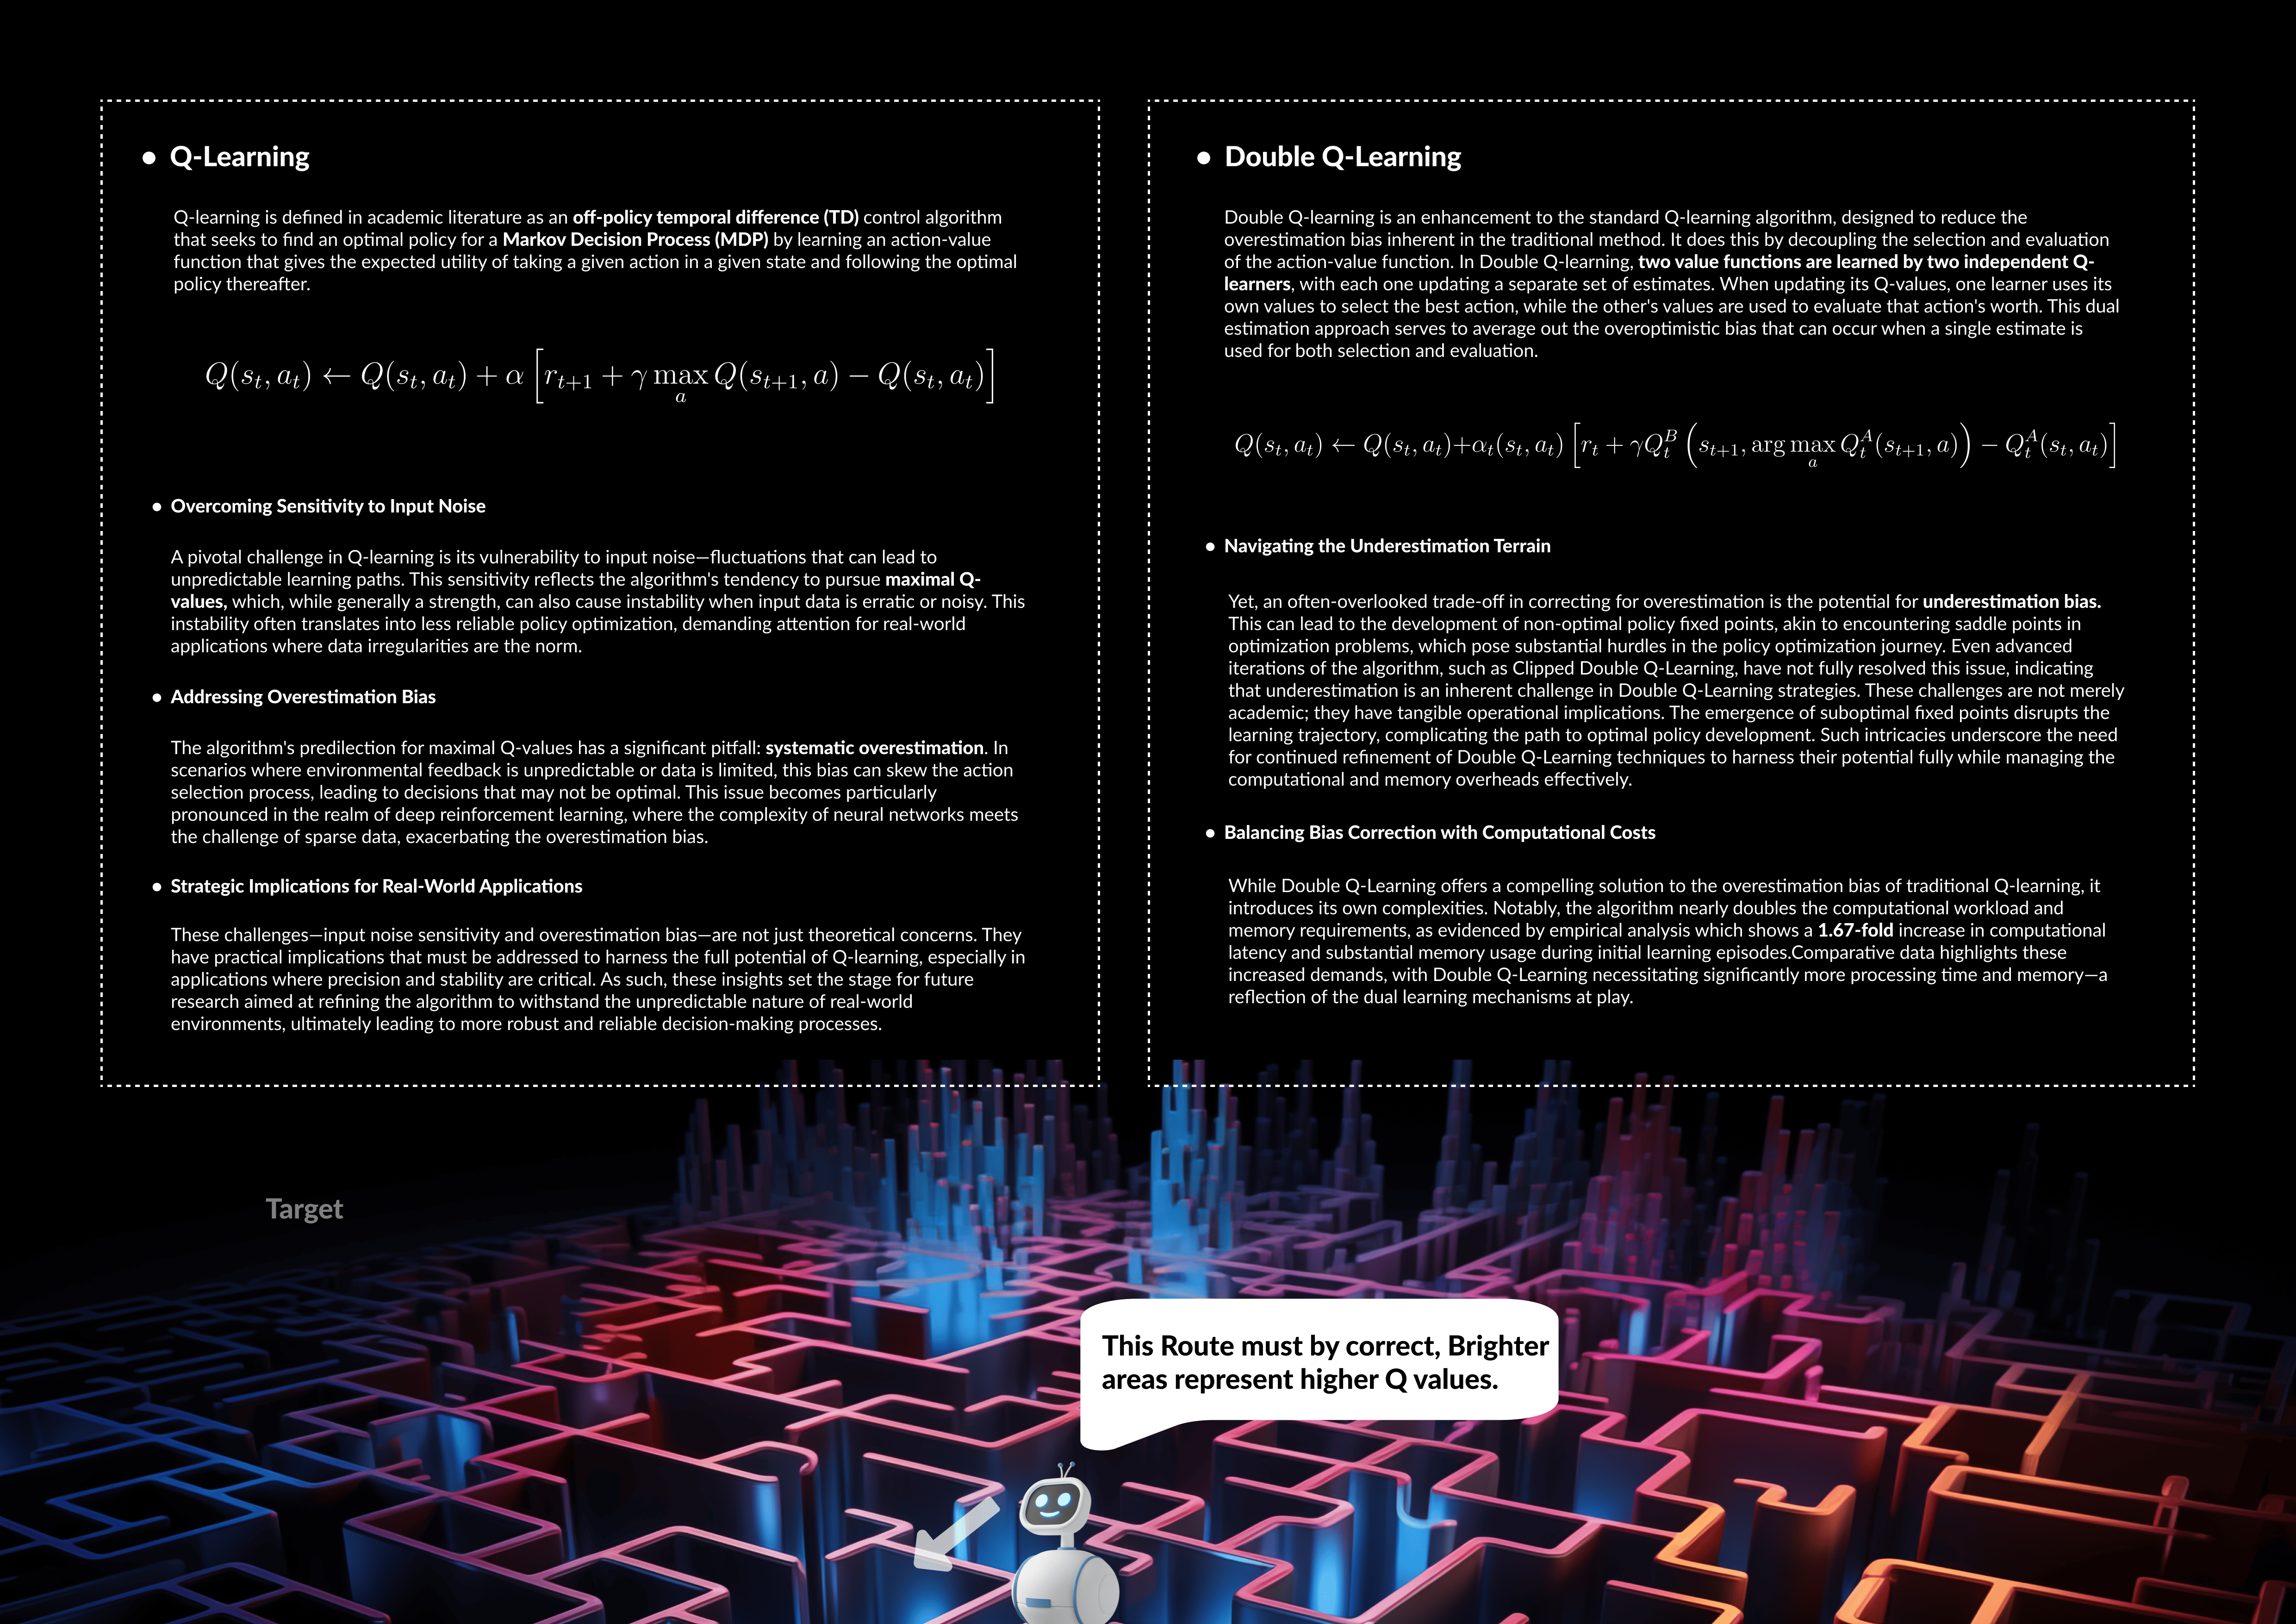 • Q-Learning
Q-learning is defined in academic literature as an off-policy temporal difference (TD) control algorithm
that seeks to find an optimal policy for a Markov Decision Process (MDP) by learning an action-value
function that gives the expected utility of taking a given action in a given state and following the optimal
policy thereafter.
Q(s_t, a_t) ← Q(s_t, a_t) + α [r_{t+1} + γ max_a Q(s_{t+1}, a) − Q(s_t, a_t)]
• Overcoming Sensitivity to Input Noise
A pivotal challenge in Q-learning is its vulnerability to input noise—fluctuations that can lead to
unpredictable learning paths. This sensitivity reflects the algorithm's tendency to pursue maximal Q-
values, which, while generally a strength, can also cause instability when input data is erratic or noisy. This
instability often translates into less reliable policy optimization, demanding attention for real-world
applications where data irregularities are the norm.
• Addressing Overestimation Bias
The algorithm's predilection for maximal Q-values has a significant pitfall: systematic overestimation. In
scenarios where environmental feedback is unpredictable or data is limited, this bias can skew the action
selection process, leading to decisions that may not be optimal. This issue becomes particularly
pronounced in the realm of deep reinforcement learning, where the complexity of neural networks meets
the challenge of sparse data, exacerbating the overestimation bias.
• Strategic Implications for Real-World Applications
These challenges—input noise sensitivity and overestimation bias—are not just theoretical concerns. They
have practical implications that must be addressed to harness the full potential of Q-learning, especially in
applications where precision and stability are critical. As such, these insights set the stage for future
research aimed at refining the algorithm to withstand the unpredictable nature of real-world
environments, ultimately leading to more robust and reliable decision-making processes.
• Double Q-Learning
Double Q-learning is an enhancement to the standard Q-learning algorithm, designed to reduce the
overestimation bias inherent in the traditional method. It does this by decoupling the selection and evaluation
of the action-value function. In Double Q-learning, two value functions are learned by two independent Q-
learners, with each one updating a separate set of estimates. When updating its Q-values, one learner uses its
own values to select the best action, while the other's values are used to evaluate that action's worth. This dual
estimation approach serves to average out the overoptimistic bias that can occur when a single estimate is
used for both selection and evaluation.
Q(s_t, a_t) ← Q(s_t, a_t)+α_t(s_t, a_t) [r_t + γQ_t^B (s_{t+1}, arg max_a Q_t^A(s_{t+1}, a)) − Q_t^A(s_t, a_t)]
• Navigating the Underestimation Terrain
Yet, an often-overlooked trade-off in correcting for overestimation is the potential for underestimation bias.
This can lead to the development of non-optimal policy fixed points, akin to encountering saddle points in
optimization problems, which pose substantial hurdles in the policy optimization journey. Even advanced
iterations of the algorithm, such as Clipped Double Q-Learning, have not fully resolved this issue, indicating
that underestimation is an inherent challenge in Double Q-Learning strategies. These challenges are not merely
academic; they have tangible operational implications. The emergence of suboptimal fixed points disrupts the
learning trajectory, complicating the path to optimal policy development. Such intricacies underscore the need
for continued refinement of Double Q-Learning techniques to harness their potential fully while managing the
computational and memory overheads effectively.
• Balancing Bias Correction with Computational Costs
While Double Q-Learning offers a compelling solution to the overestimation bias of traditional Q-learning, it
introduces its own complexities. Notably, the algorithm nearly doubles the computational workload and
memory requirements, as evidenced by empirical analysis which shows a 1.67-fold increase in computational
latency and substantial memory usage during initial learning episodes.Comparative data highlights these
increased demands, with Double Q-Learning necessitating significantly more processing time and memory—a
reflection of the dual learning mechanisms at play.
Target
This Route must by correct, Brighter
areas represent higher Q values.